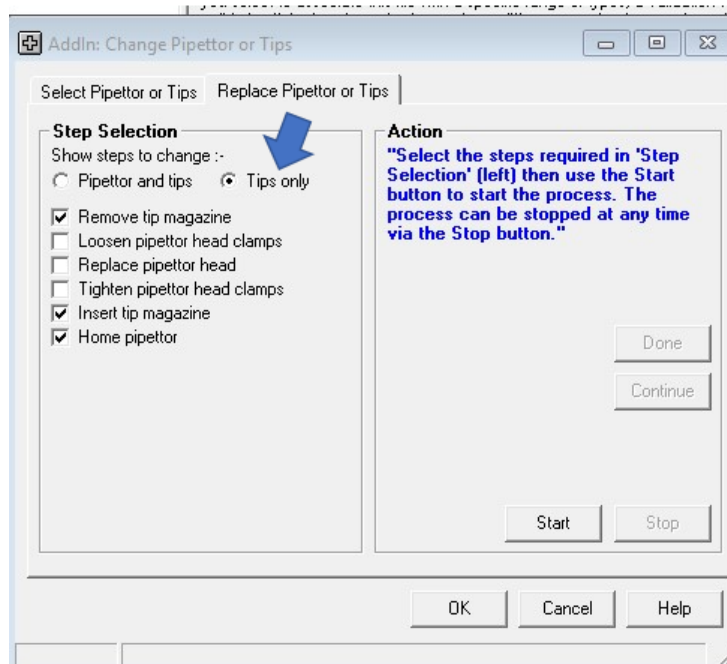 AddIn: Change Pipettor or Tips
Select Pipettor or Tips
Replace Pipettor or Tips
Step Selection
Show steps to change :-
Pipettor and tips
Tips only
Remove tip magazine
Loosen pipettor head clamps
Replace pipettor head
Tighten pipettor head clamps
Insert tip magazine
Home pipettor
Action
"Select the steps required in 'Step
Selection' (left) then use the Start
button to start the process. The
process can be stopped at any time
via the Stop button."
Done
Continue
Start
Stop
OK
Cancel
Help